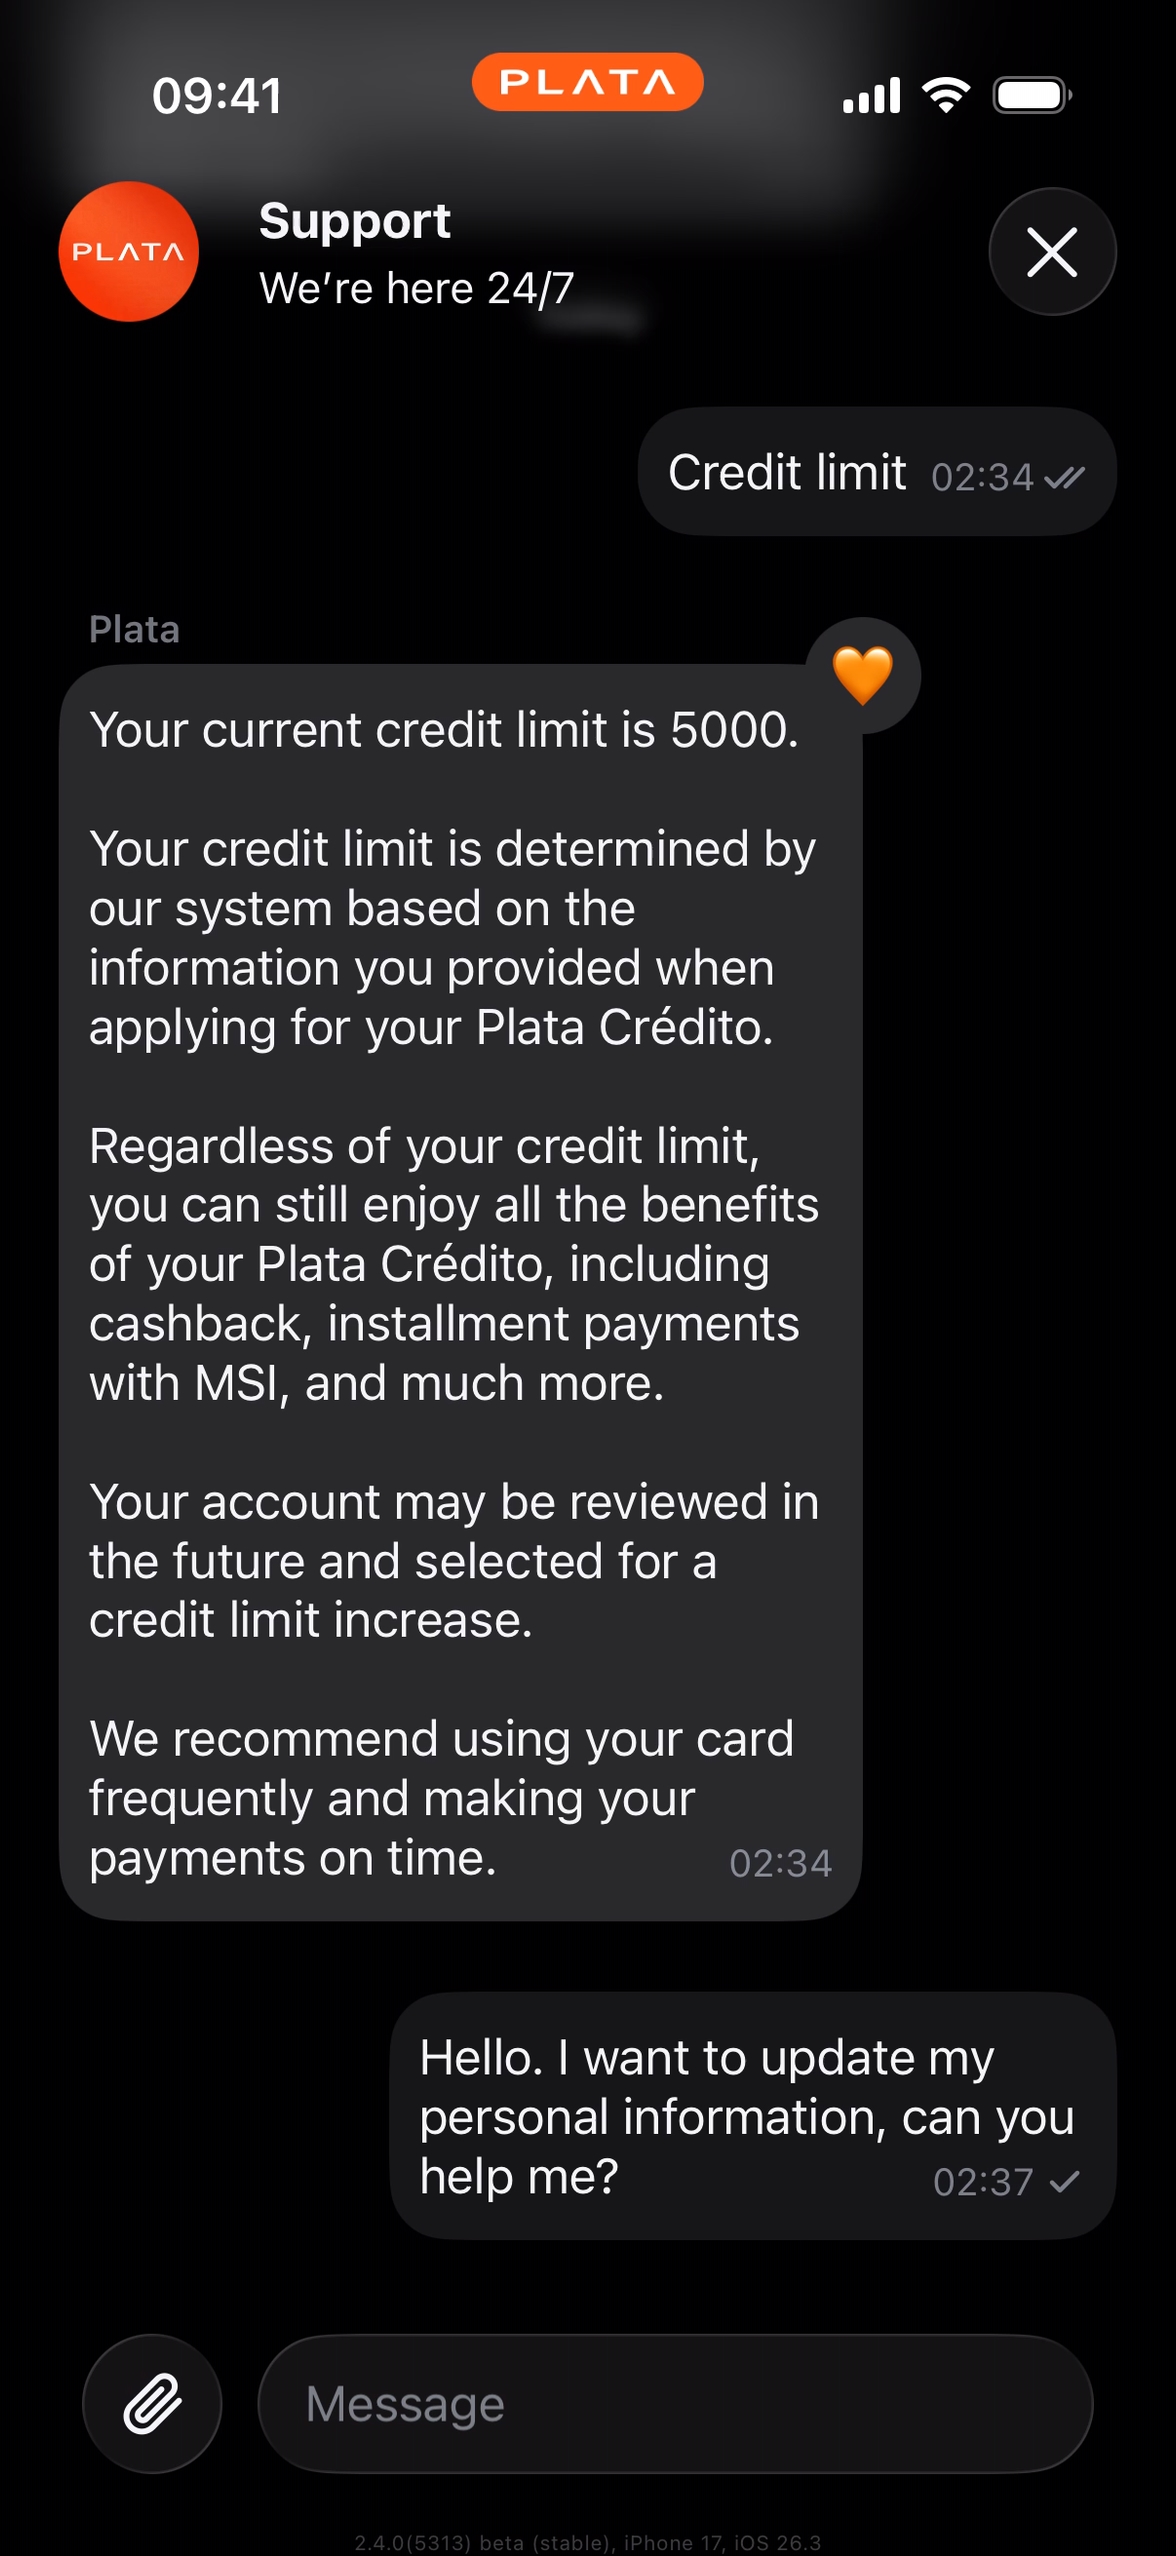 09:41
PLATA
PLATA
Support
We're here 24/7
Credit limit 02:34
Plata
Your current credit limit is 5000.
Your credit limit is determined by
our system based on the
information you provided when
applying for your Plata Crédito.
Regardless of your credit limit,
you can still enjoy all the benefits
of your Plata Crédito, including
cashback, installment payments
with MSI, and much more.
Your account may be reviewed in
the future and selected for a
credit limit increase.
We recommend using your card
frequently and making your
payments on time. 02:34
Hello. I want to update my
personal information, can you
help me? 02:37
Message
2.4.0(5313) beta (stable), iPhone 17, iOS 26.3